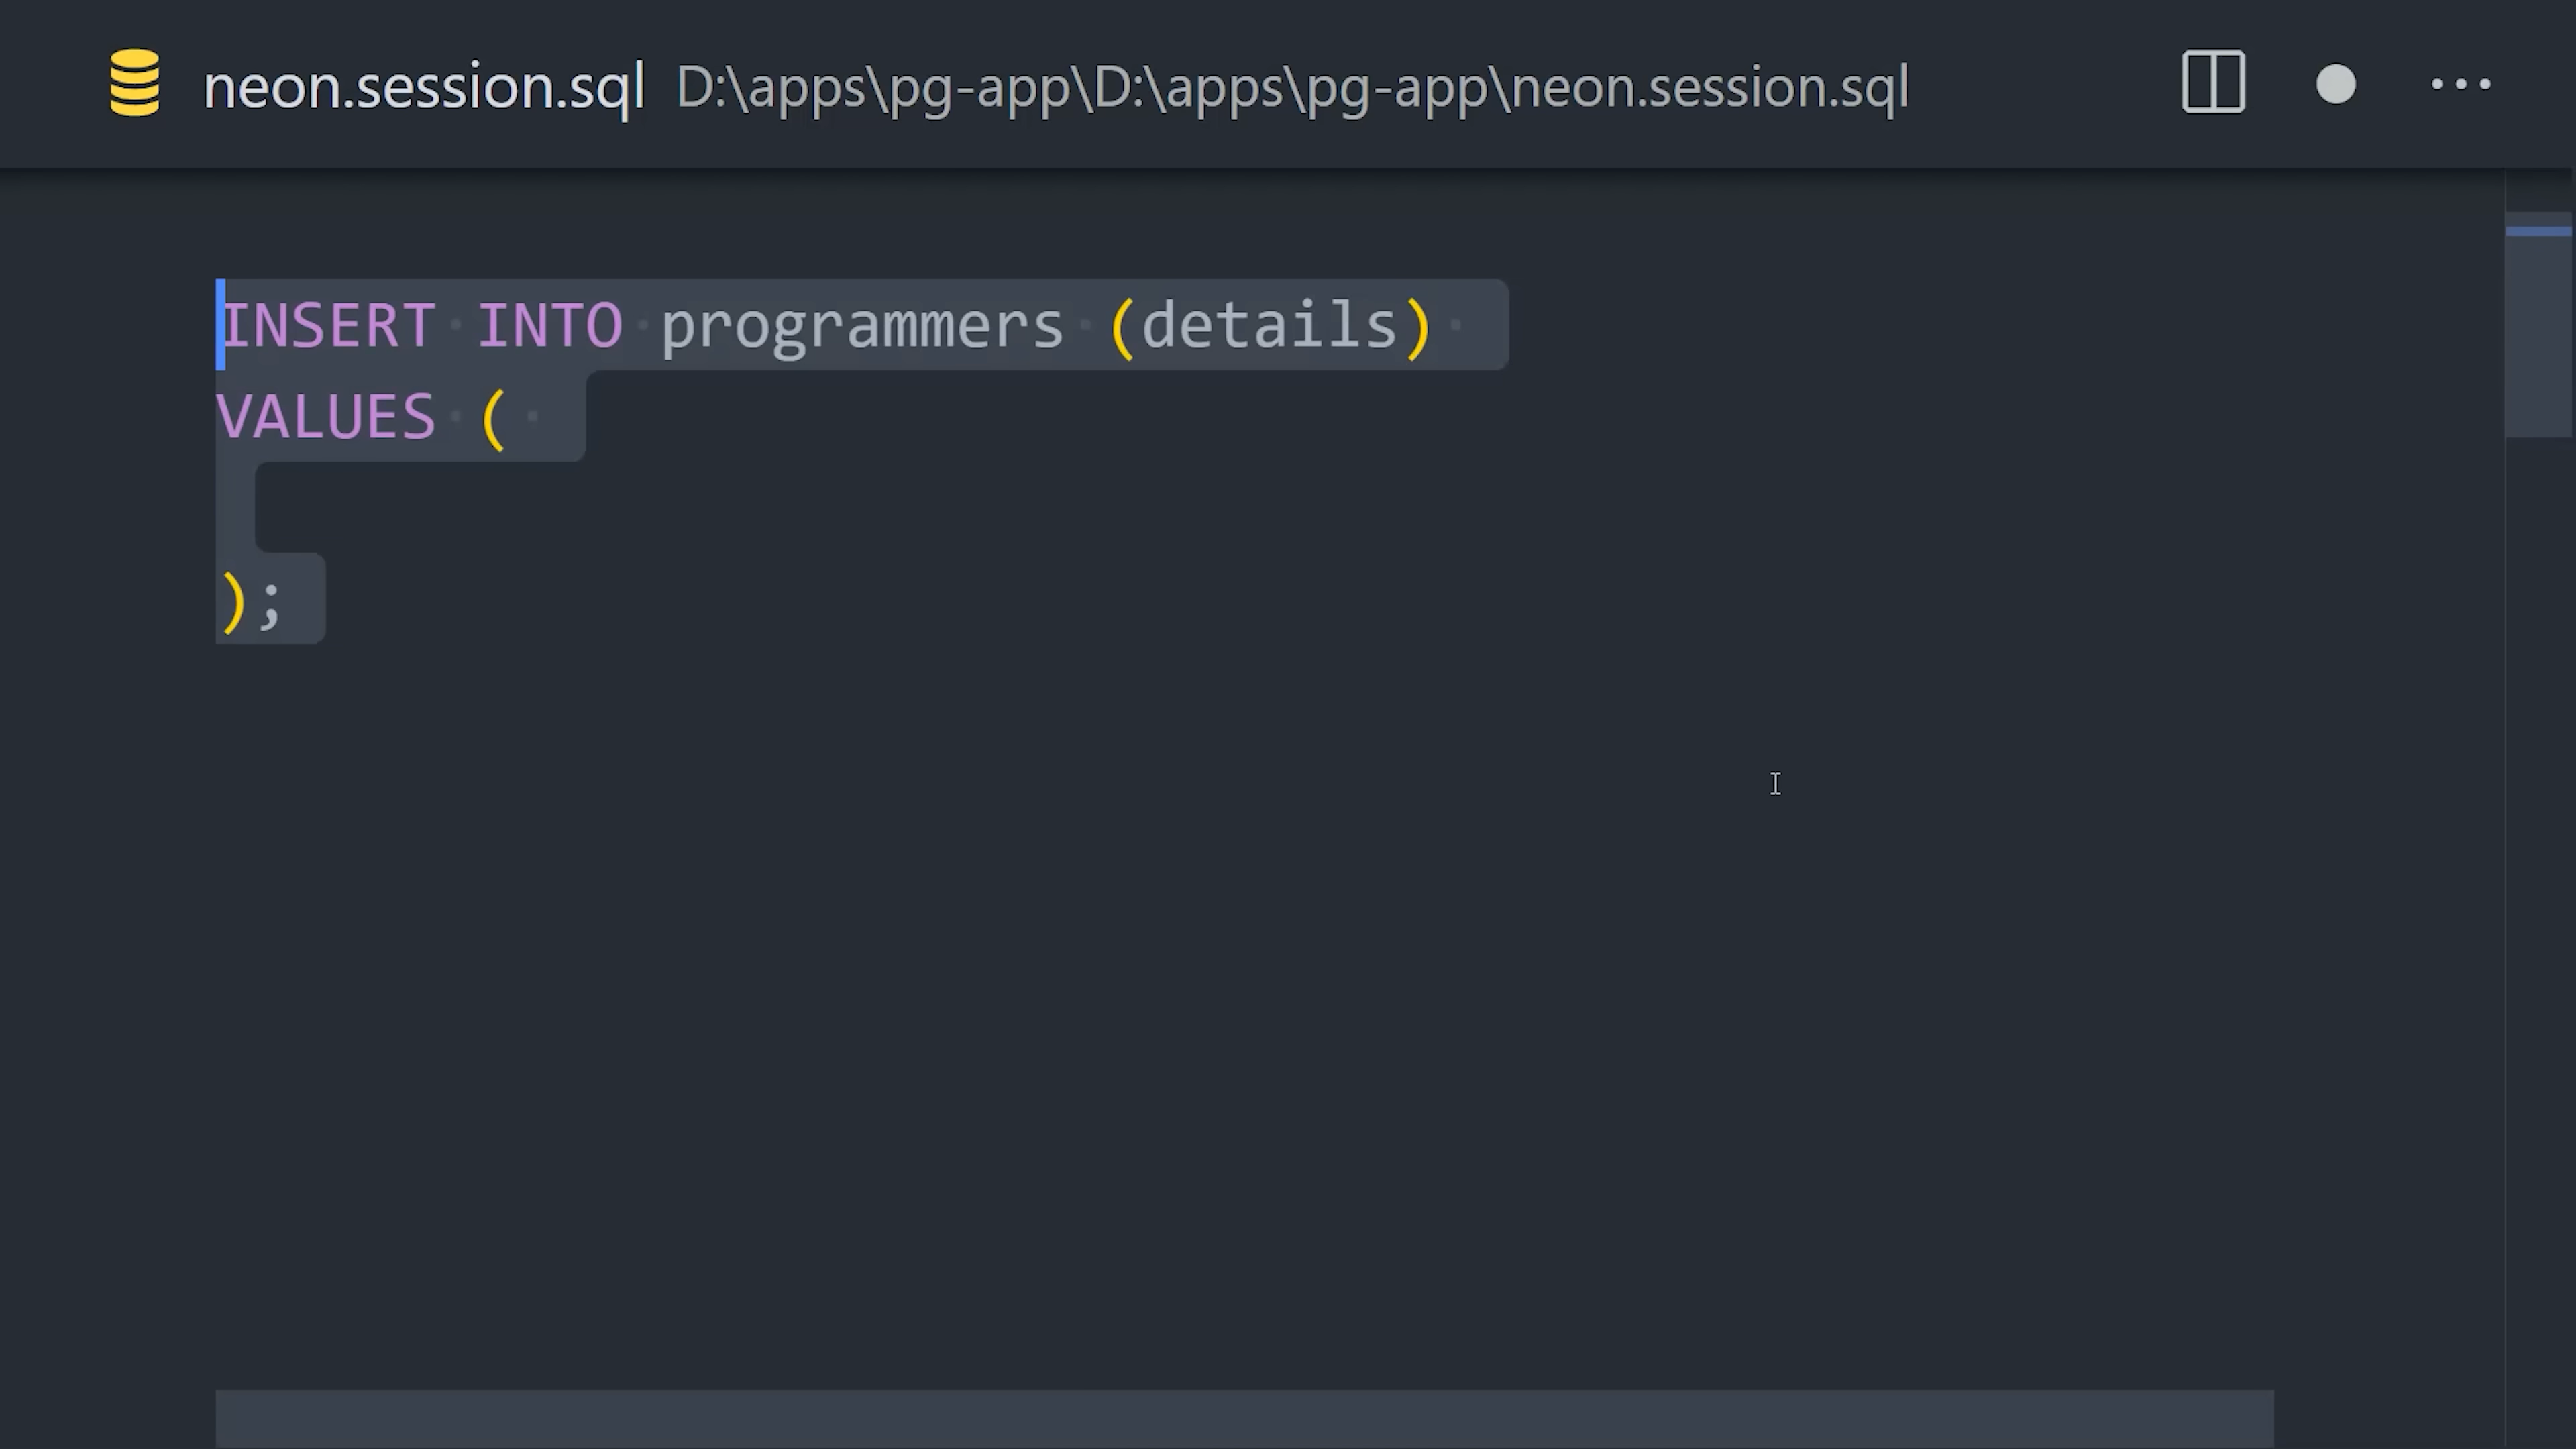 neon.session.sql D:\apps\pg-app\D:\apps\pg-app\neon.session.sql
INSERT INTO programmers (details)
VALUES (
);